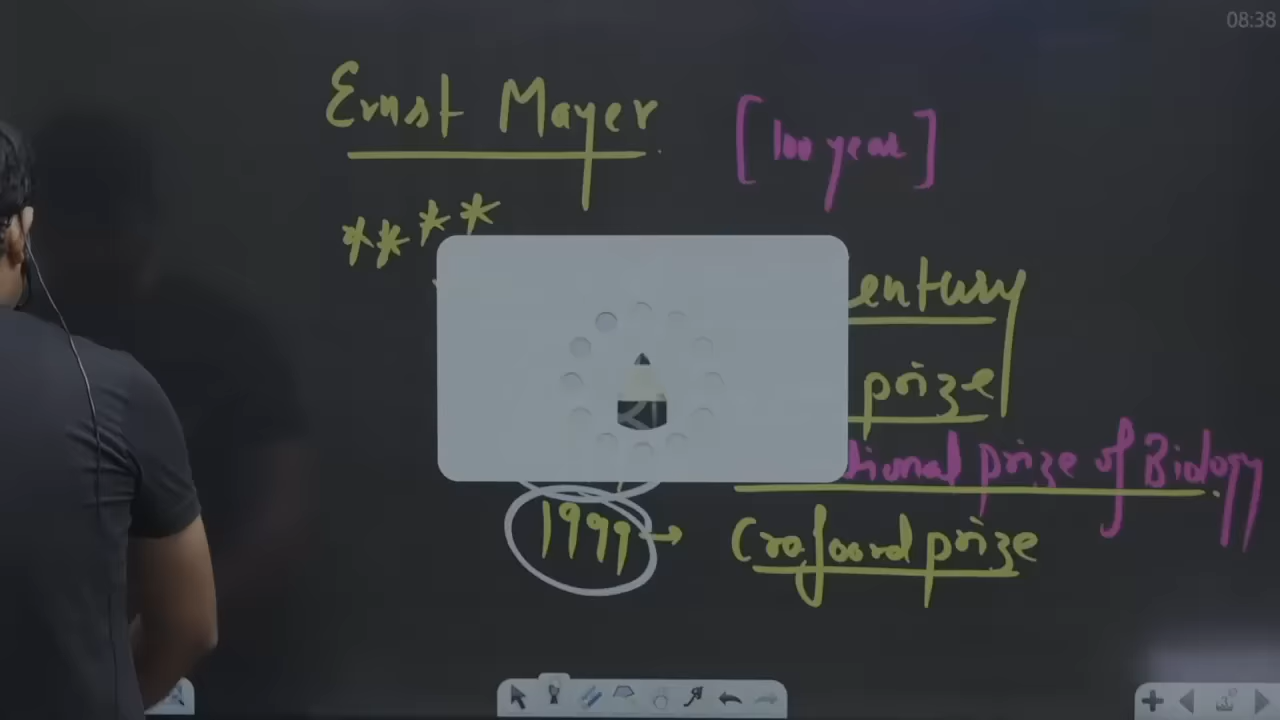 08:38
Ernst Mayer [100 year]
****
entury
prize
tional prize of Biology
1999 → Crafoord prize